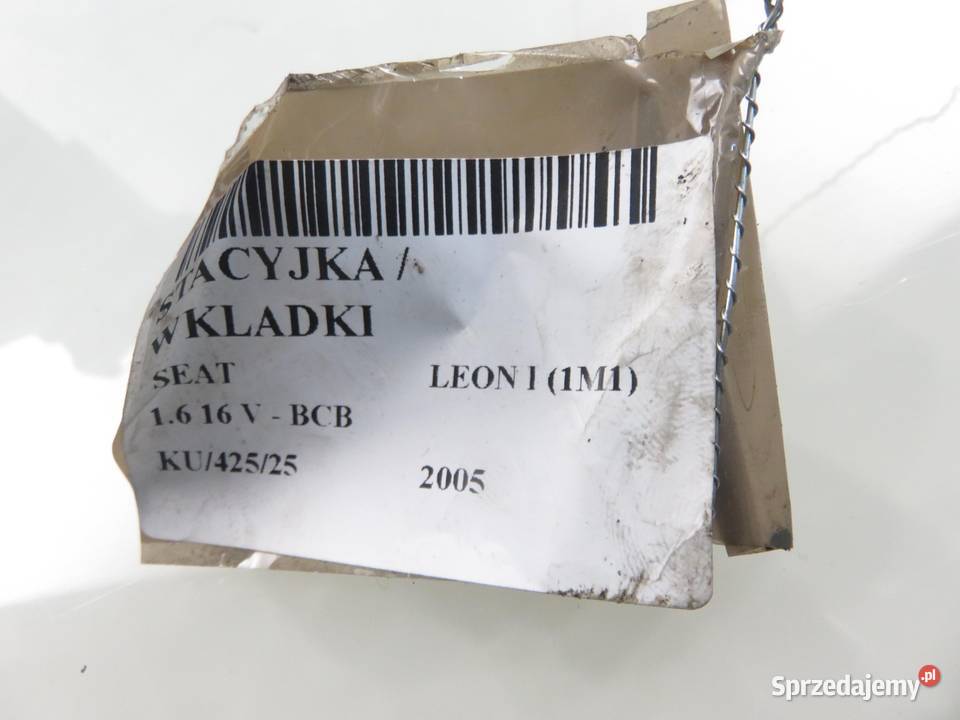 STACYJKA /
WKLADKI
SEAT LEON I (1M1)
1.6 16 V - BCB
KU/425/25 2005
Sprzedajemy.pl